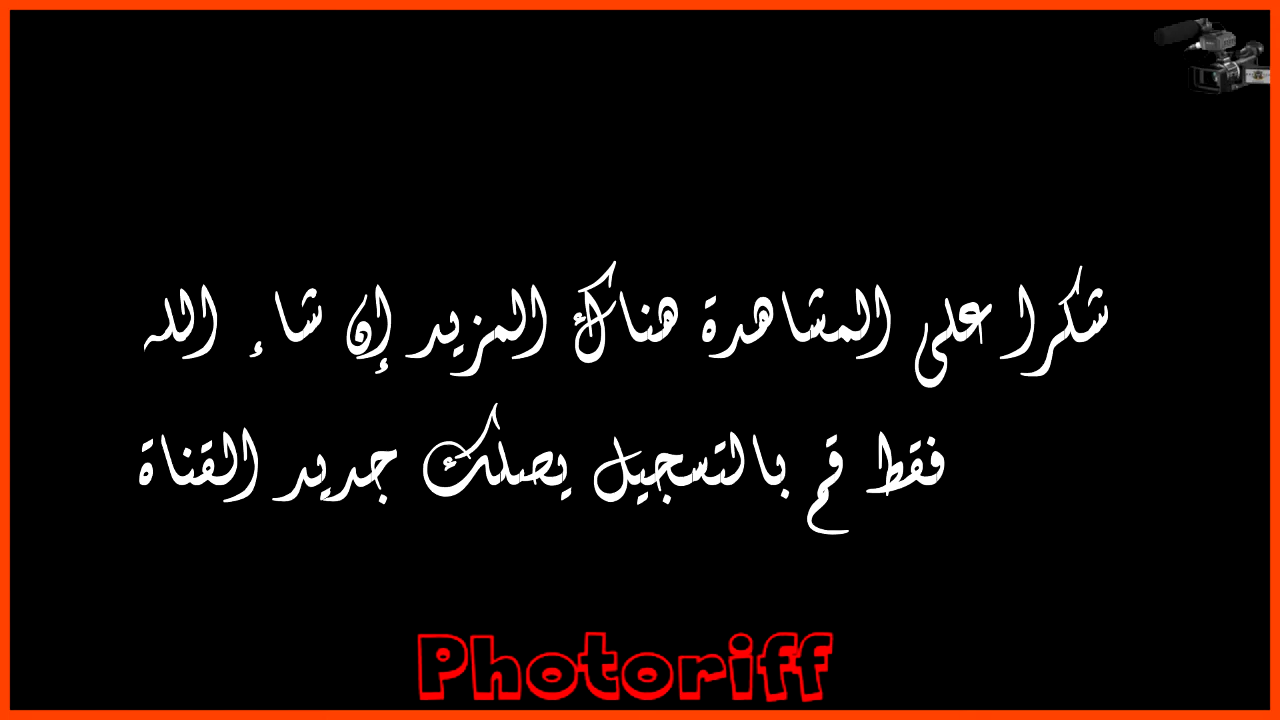 شكرا على المشاهدة هناك المزيد إن شاء الله
فقط قم بالتسجيل يصلك جديد القناة
Photoriff